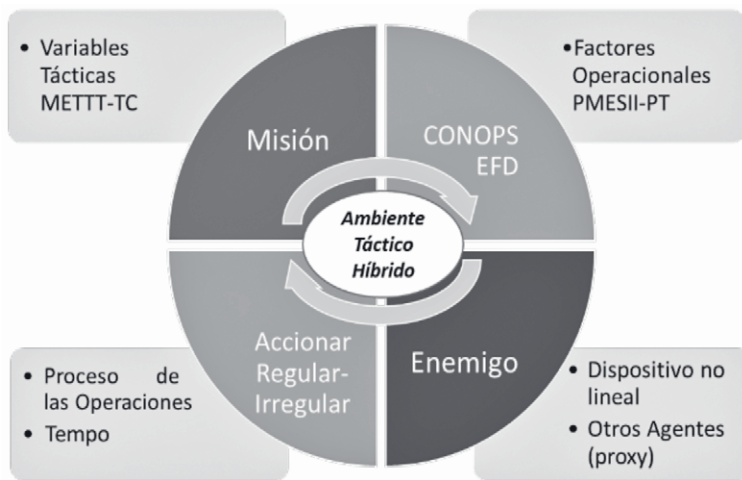 • Variables
Tácticas
METTT-TC
•Factores
Operacionales
PMESII-PT
Misión
CONOPS
EFD
Ambiente
Táctico
Híbrido
Accionar
Regular-
Irregular
Enemigo
• Proceso de
las Operaciones
• Tempo
• Dispositivo no
lineal
• Otros Agentes
(proxy)